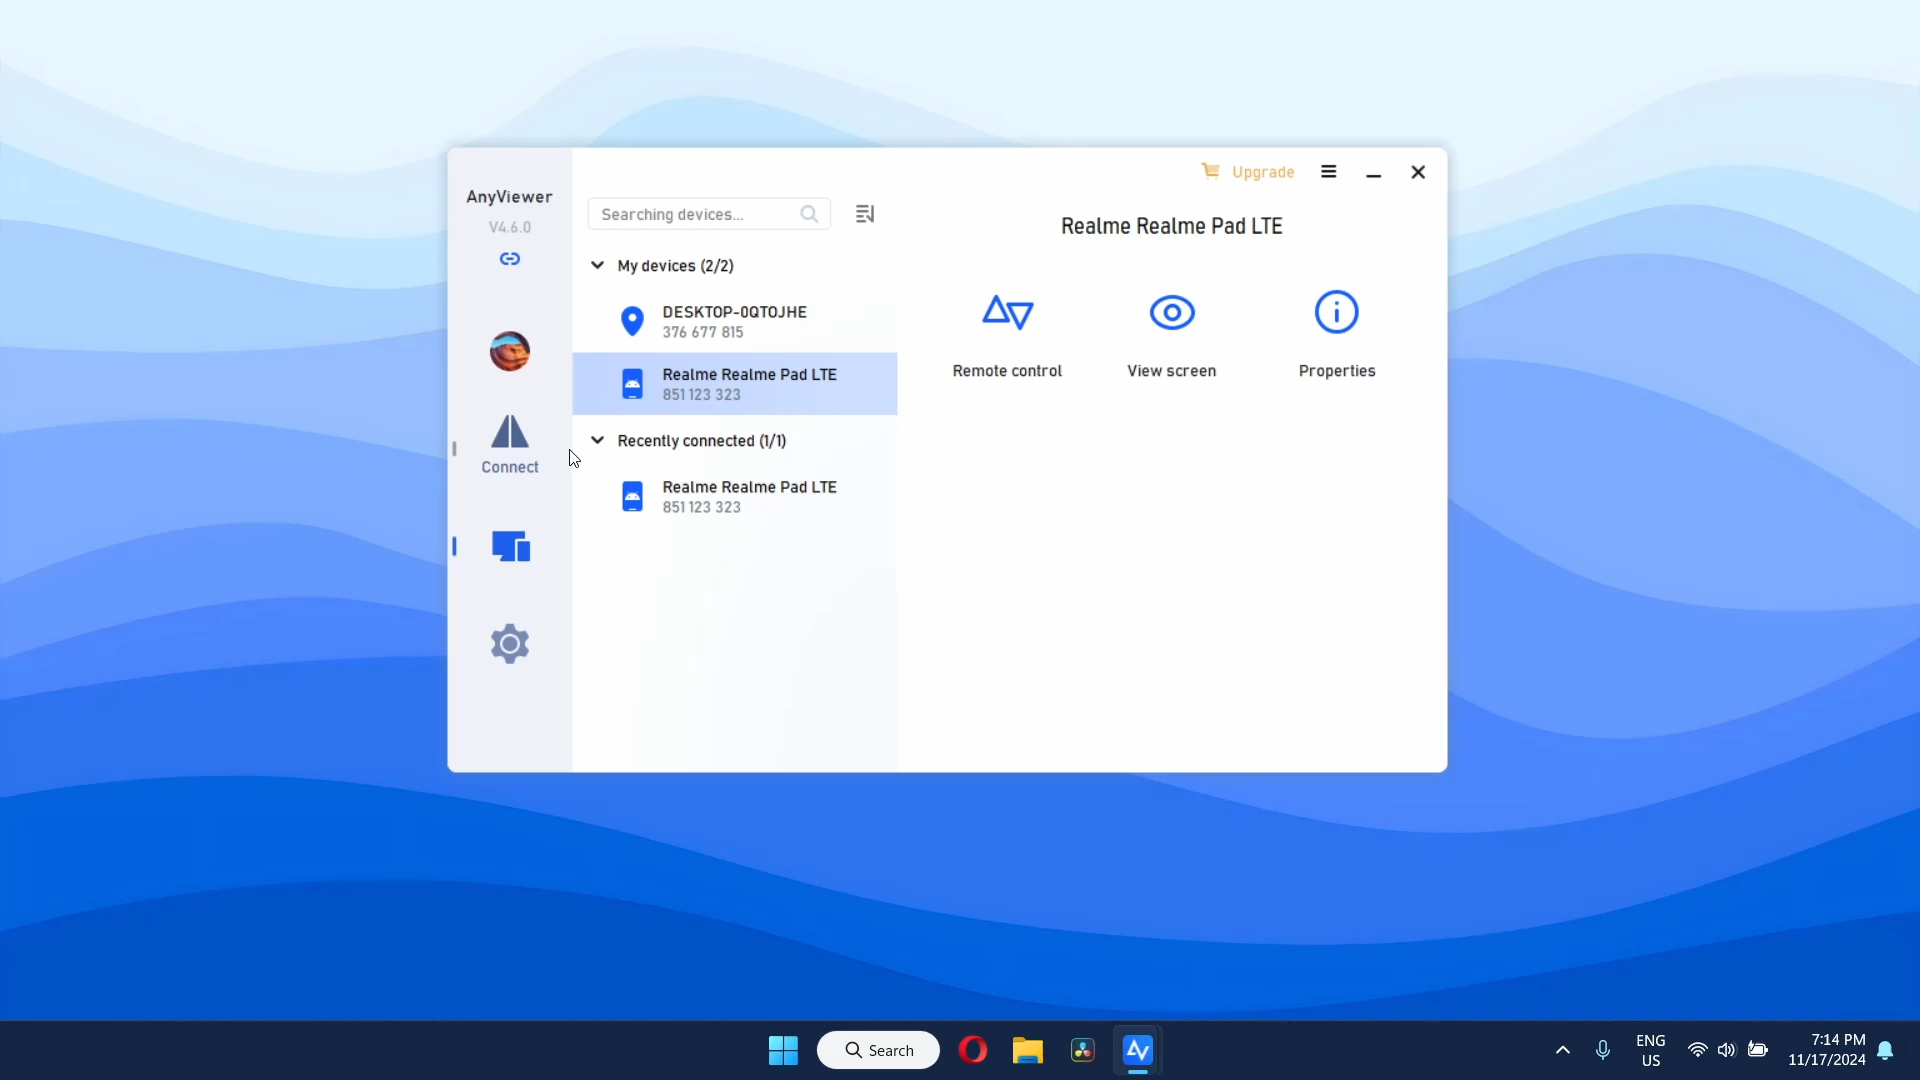 AnyViewer
V4.6.0
Connect
Searching devices...
My devices (2/2)
DESKTOP-0QTOJHE
376 677 815
Realme Realme Pad LTE
851 123 323
Recently connected (1/1)
Realme Realme Pad LTE
851 123 323
Upgrade
Realme Realme Pad LTE
Remote control
View screen
Properties
Search
ENG
US
7:14 PM
11/17/2024